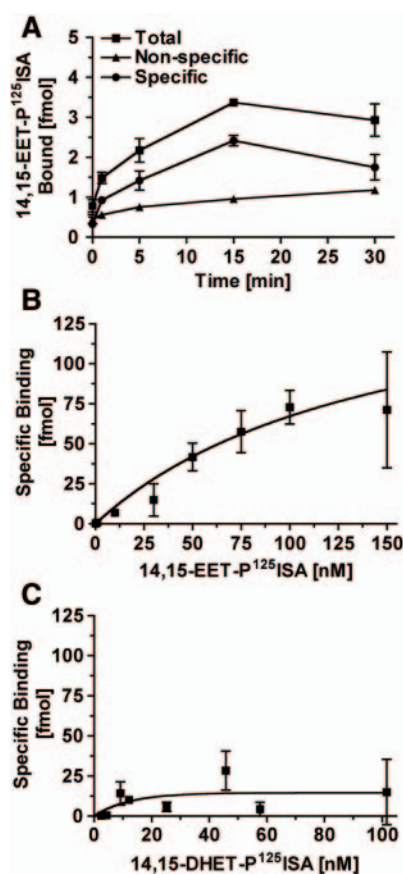 A
Total
Non-specific
Specific
14,15-EET-P¹²⁵ISA
Bound [fmol]
5
4
3
2
1
0
0 5 10 15 20 25 30
Time [min]
B
Specific Binding
[fmol]
125
100
75
50
25
0
0 25 50 75 100 125 150
14,15-EET-P¹²⁵ISA [nM]
C
Specific Binding
[fmol]
125
100
75
50
25
0
0 20 40 60 80 100
14,15-DHET-P¹²⁵ISA [nM]